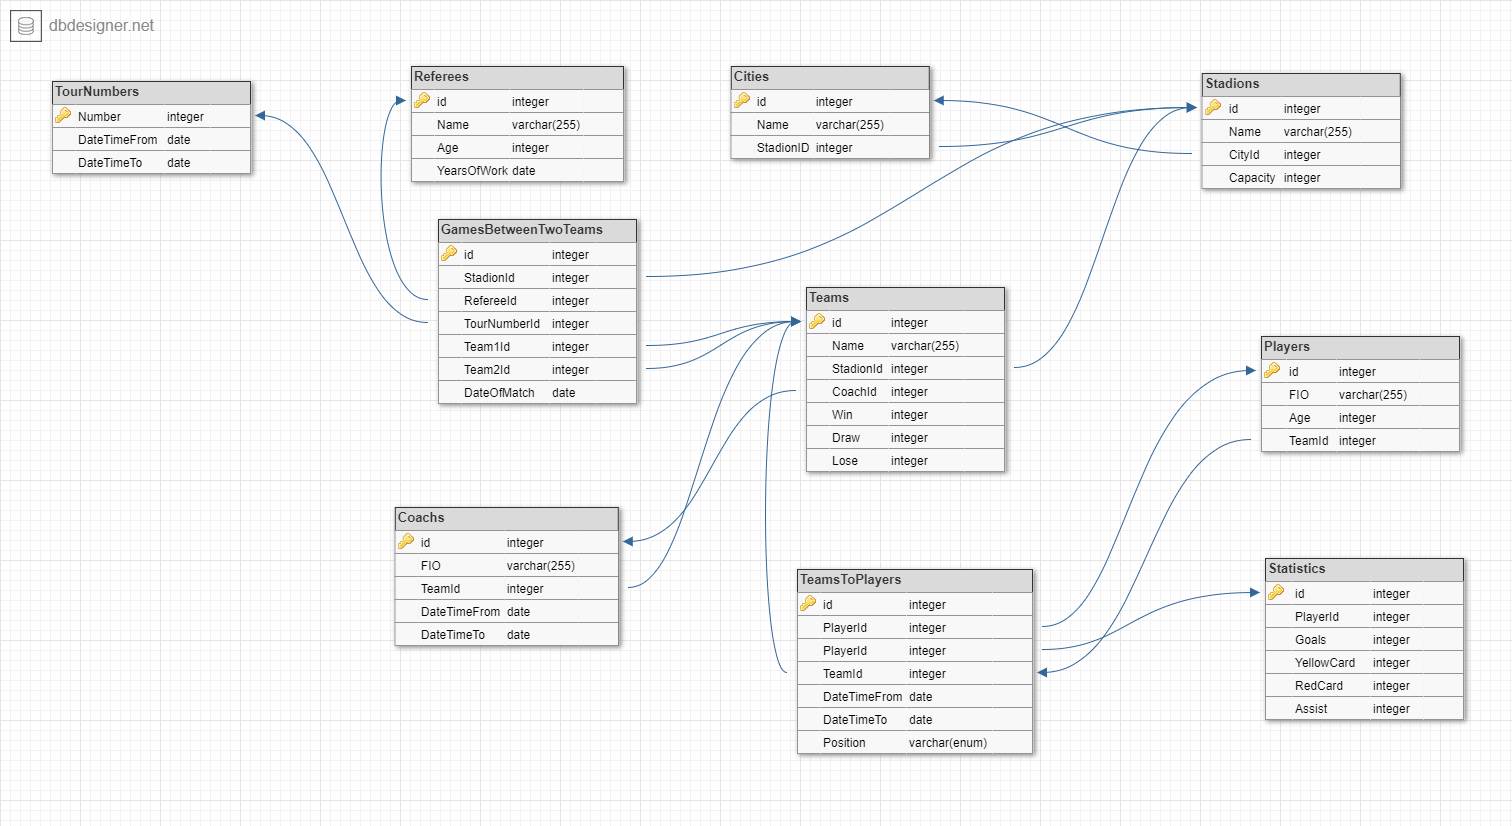 dbdesigner.net
TourNumbers
Number integer
DateTimeFrom date
DateTimeTo date
Referees
id integer
Name varchar(255)
Age integer
YearsOfWork date
Cities
id integer
Name varchar(255)
StadionID integer
Stadions
id integer
Name varchar(255)
CityId integer
Capacity integer
GamesBetweenTwoTeams
id integer
StadionId integer
RefereeId integer
TourNumberId integer
Team1Id integer
Team2Id integer
DateOfMatch date
Teams
id integer
Name varchar(255)
StadionId integer
CoachId integer
Win integer
Draw integer
Lose integer
Players
id integer
FIO varchar(255)
Age integer
TeamId integer
Coachs
id integer
FIO varchar(255)
TeamId integer
DateTimeFrom date
DateTimeTo date
TeamsToPlayers
id integer
PlayerId integer
PlayerId integer
TeamId integer
DateTimeFrom date
DateTimeTo date
Position varchar(enum)
Statistics
id integer
PlayerId integer
Goals integer
YellowCard integer
RedCard integer
Assist integer